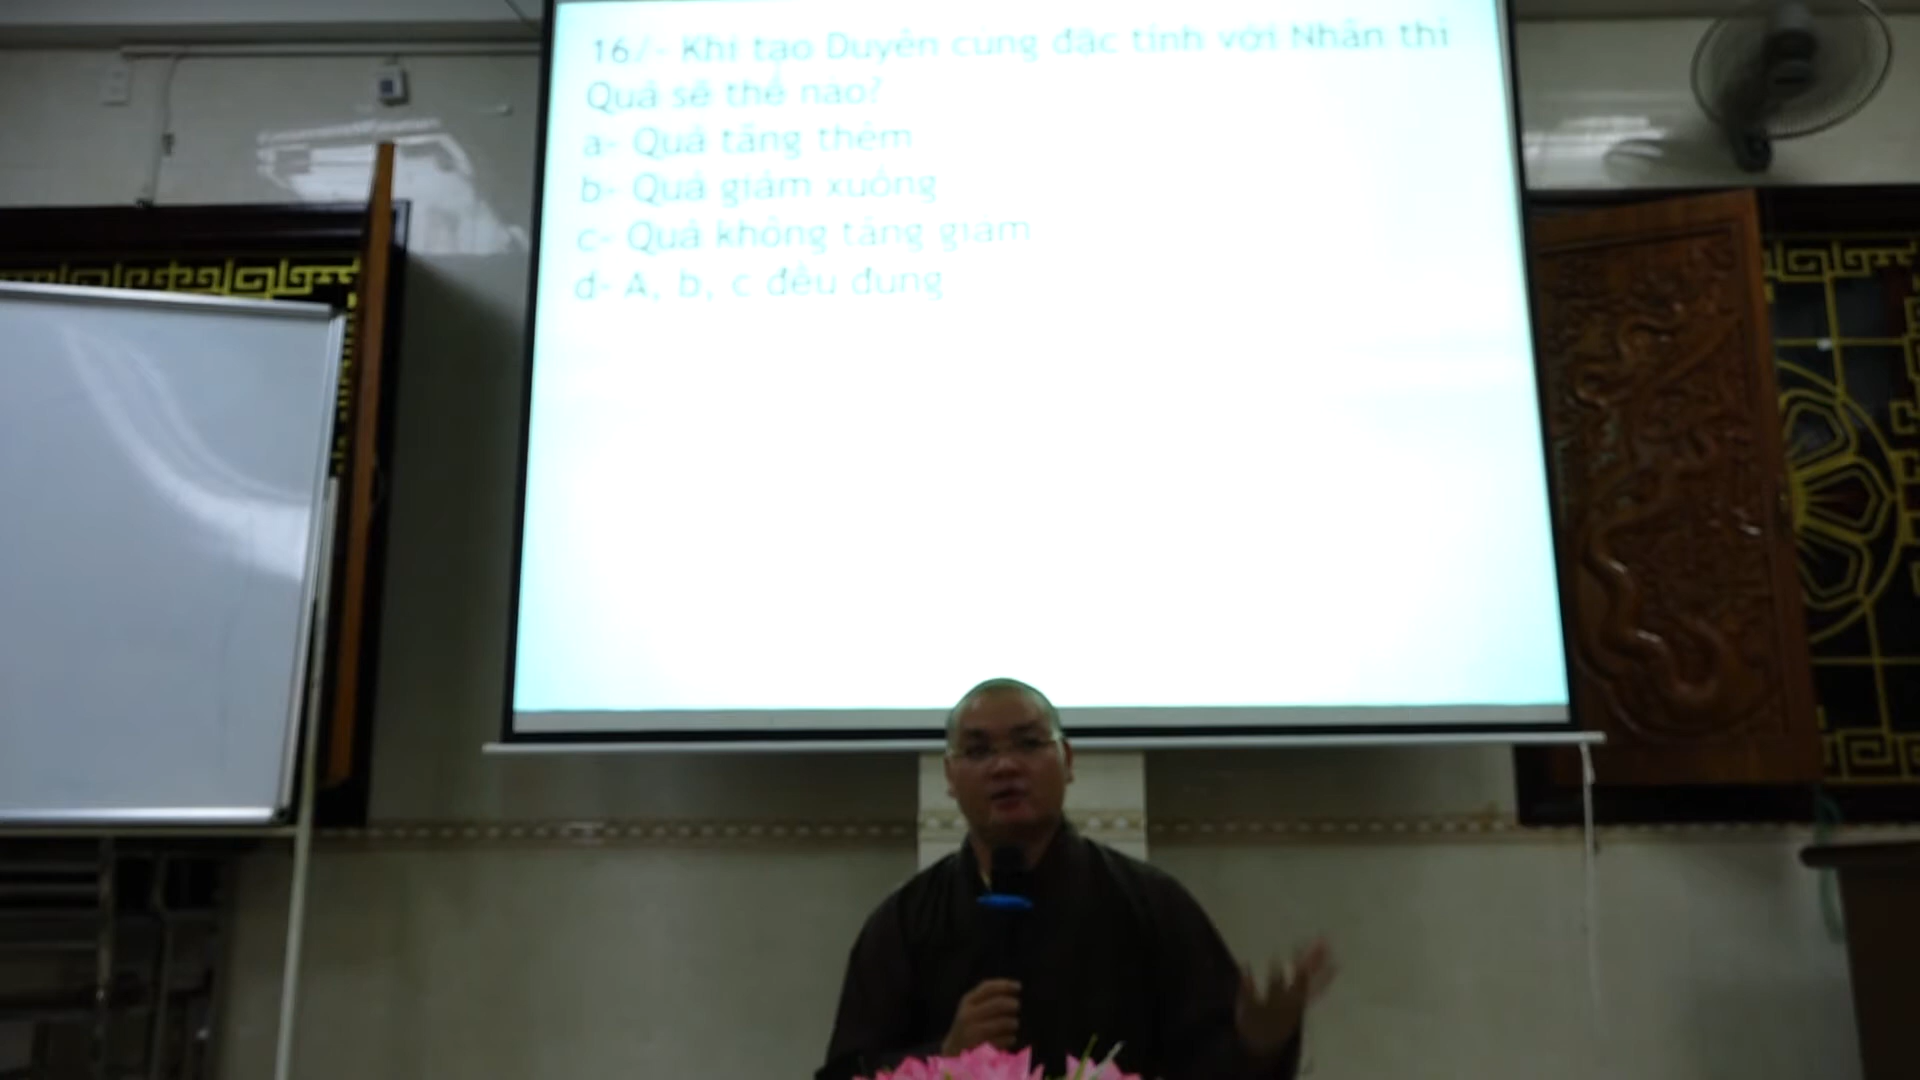 16/- Khi tạo Duyên cùng đặc tính với Nhân thì
Quả sẽ thế nào?
a- Quả tăng thêm
b- Quả giảm xuống
c- Quả không tăng giảm
d- A, b, c đều đúng